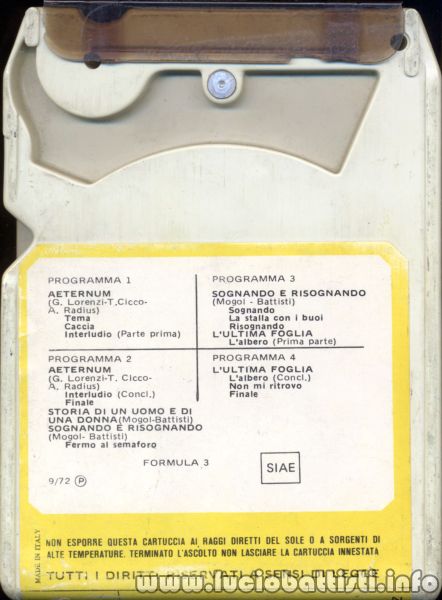 PROGRAMMA 1
AETERNUM
(G. Lorenzi-T,Cicco-
A. Radius)
Tema
Caccia
Interludio (Parte prima)
PROGRAMMA 3
SOGNANDO E RISOGNANDO
(Mogol - Battisti)
Sognando
La stalla con i buoi
Risognando
L'ULTIMA FOGLIA
L'albero (Prima parte)
PROGRAMMA 2
AETERNUM
(G. Lorenzi-T. Cicco-
A. Radius)
Interludio (Concl.)
Finale
STORIA DI UN UOMO E DI
UNA DONNA(Mogol-Battisti)
SOGNANDO E RISOGNANDO
(Mogol- Battisti)
Fermo al semaforo
PROGRAMMA 4
L'ULTIMA FOGLIA
L'albero (Concl.)
Non mi ritrovo
Finale
FORMULA 3
SIAE
9/72 Ⓟ
MADE IN ITALY
NON ESPORRE QUESTA CARTUCCIA AI RAGGI DIRETTI DEL SOLE O A SORGENTI DI
ALTE TEMPERATURE. TERMINATO L'ASCOLTO NON LASCIARE LA CARTUCCIA INNESTATA
TUTTI I DIRITTI RISERVATI A SENSI DI LEGGE
www.luciobattisti.info